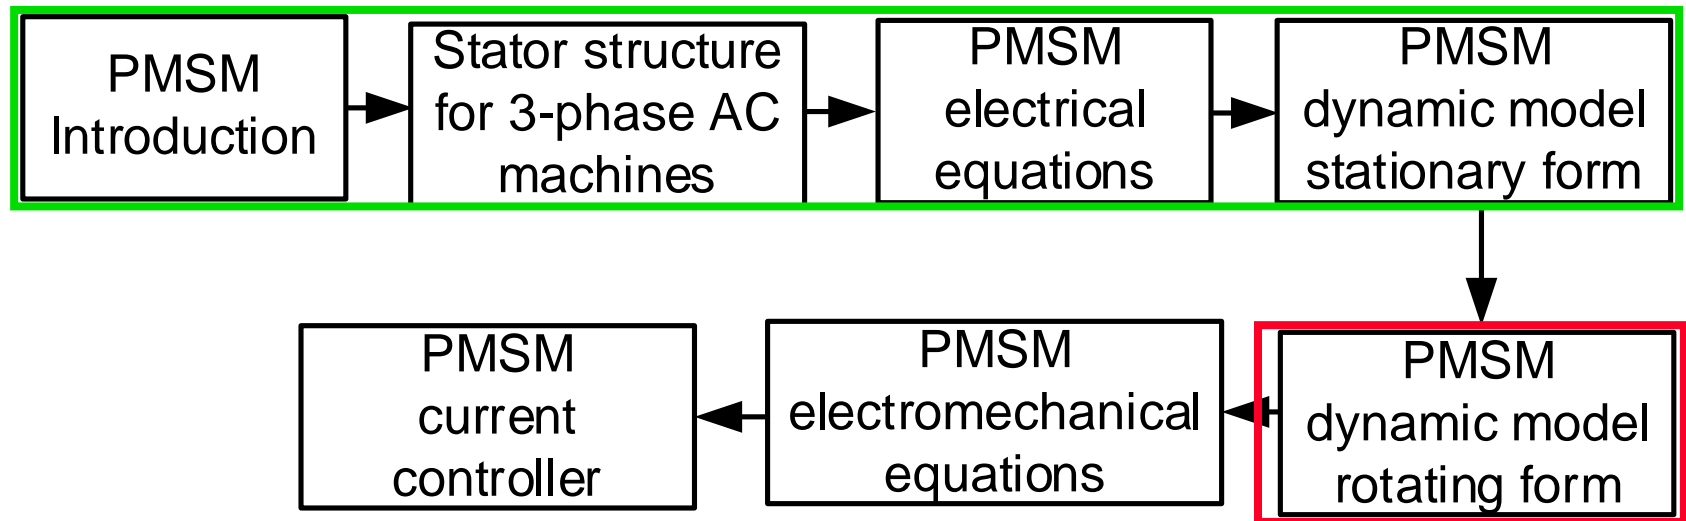 PMSM
Introduction
Stator structure
for 3-phase AC
machines
PMSM
electrical
equations
PMSM
dynamic model
stationary form
PMSM
dynamic model
rotating form
PMSM
electromechanical
equations
PMSM
current
controller